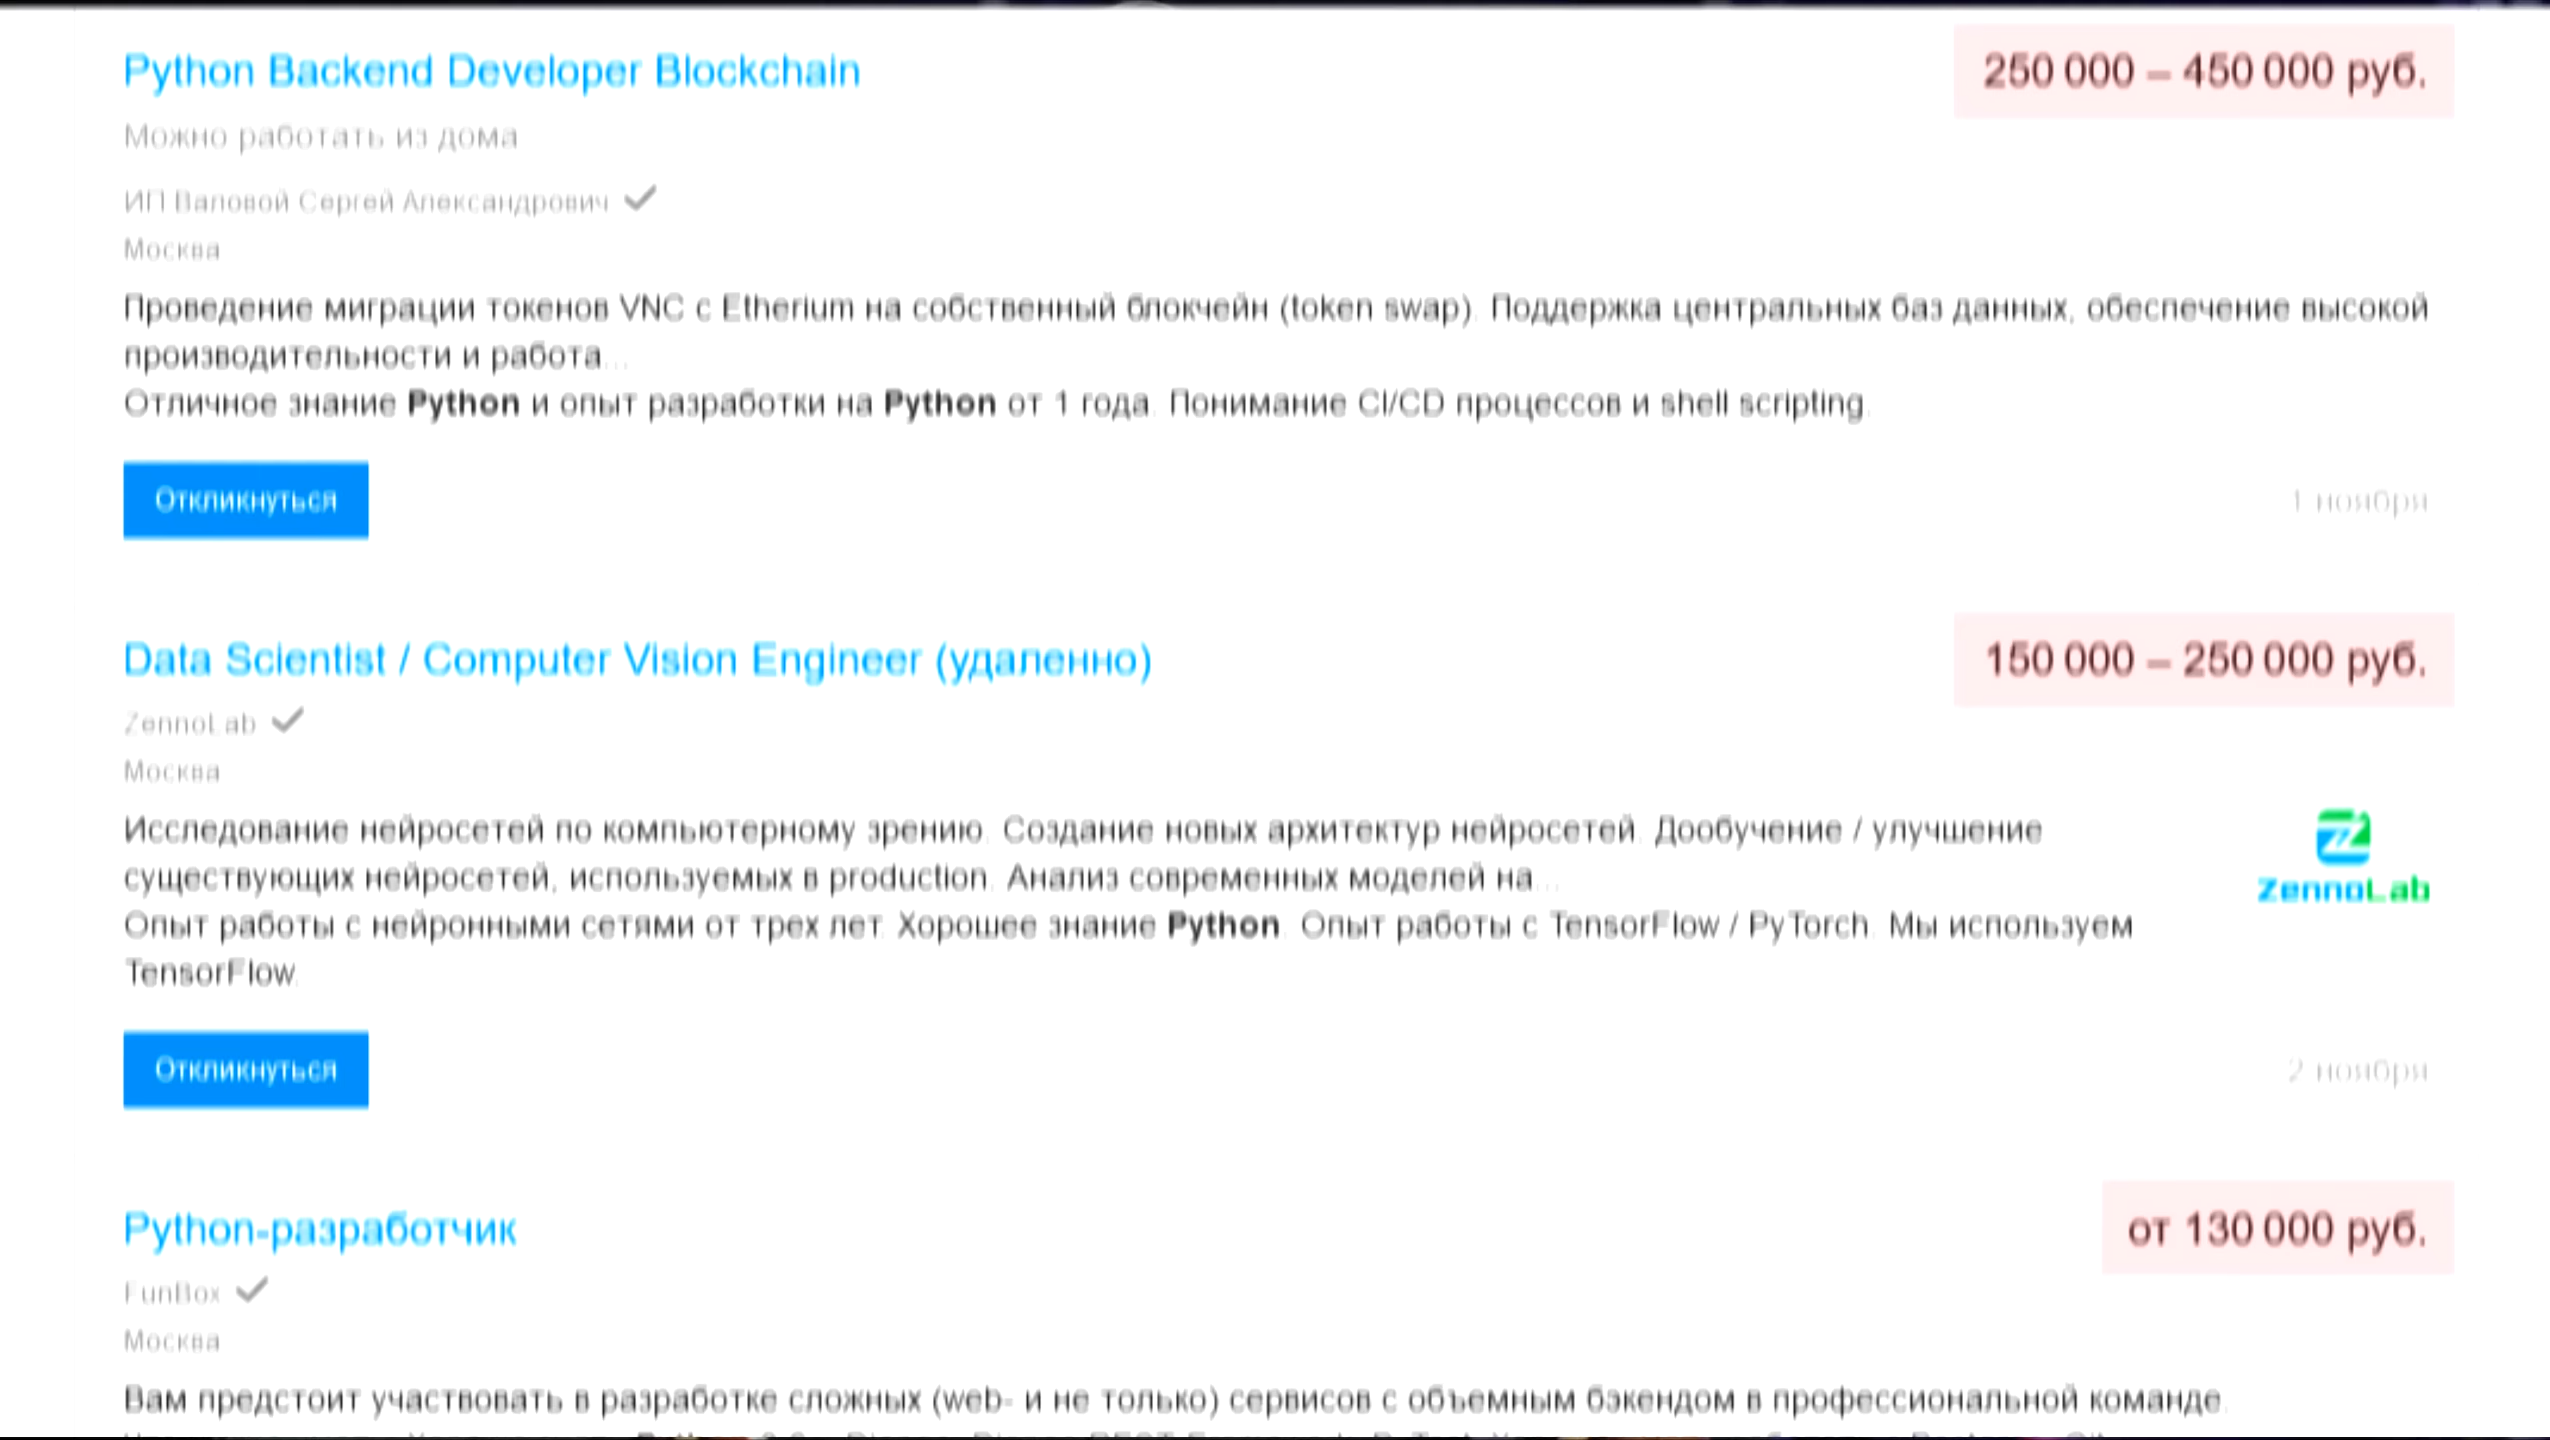 Python Backend Developer Blockchain
250 000 – 450 000 руб.
Можно работать из дома
ИП Валовой Сергей Александрович
Москва
Проведение миграции токенов VNC с Etherium на собственный блокчейн (token swap). Поддержка центральных баз данных, обеспечение высокой
производительности и работа...
Отличное знание Python и опыт разработки на Python от 1 года. Понимание CI/CD процессов и shell scripting.
Откликнуться
1 ноября
Data Scientist / Computer Vision Engineer (удаленно)
150 000 – 250 000 руб.
ZennoLab
Москва
Исследование нейросетей по компьютерному зрению. Создание новых архитектур нейросетей. Дообучение / улучшение
существующих нейросетей, используемых в production. Анализ современных моделей на...
ZennoLab
Опыт работы с нейронными сетями от трех лет. Хорошее знание Python. Опыт работы с TensorFlow / PyTorch. Мы используем
TensorFlow.
Откликнуться
2 ноября
Python-разработчик
от 130 000 руб.
FunBox
Москва
Вам предстоит участвовать в разработке сложных (web- и не только) сервисов с объемным бэкендом в профессиональной команде.